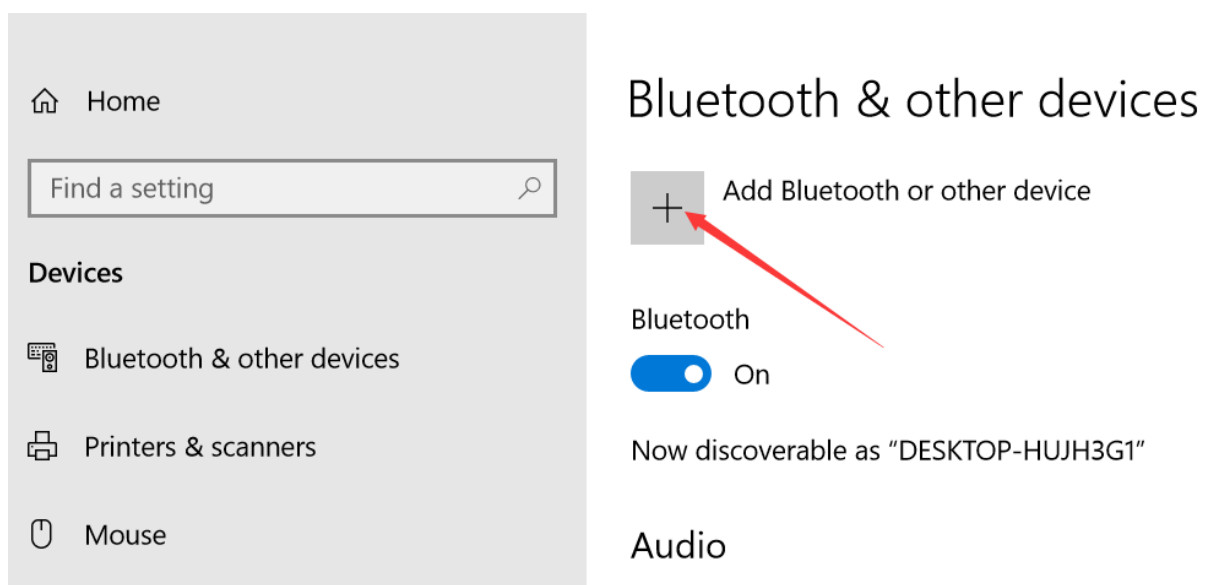 Home
Find a setting
Devices
Bluetooth & other devices
Printers & scanners
Mouse
Bluetooth & other devices
Add Bluetooth or other device
Bluetooth
On
Now discoverable as “DESKTOP-HUJH3G1”
Audio